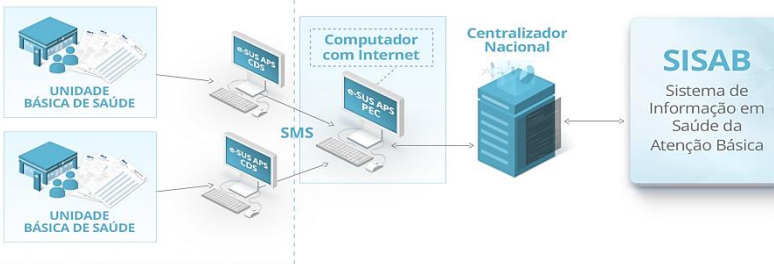 UNIDADE
BÁSICA DE SAÚDE
e-SUS APS
CDS
UNIDADE
BÁSICA DE SAÚDE
e-SUS APS
CDS
SMS
Computador
com Internet
e-SUS APS
PEC
Centralizador
Nacional
SISAB
Sistema de
Informação em
Saúde da
Atenção Básica